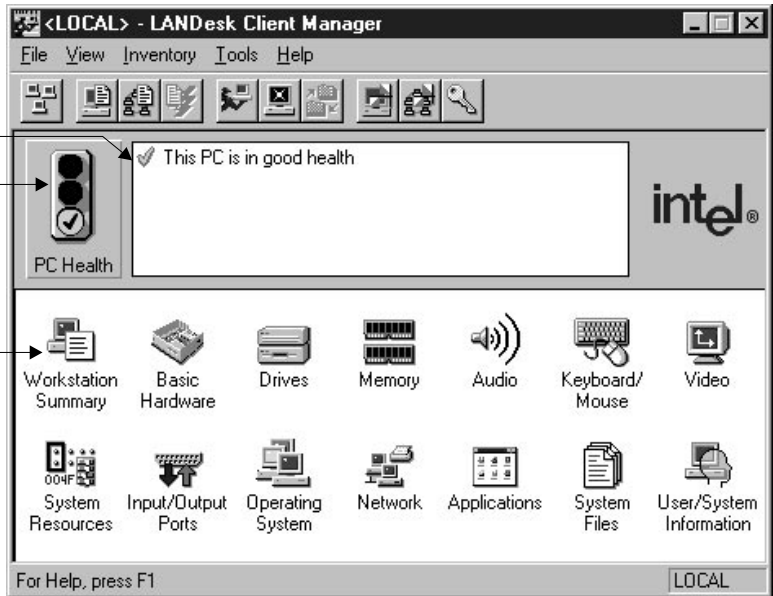 <LOCAL> - LANDesk Client Manager
File View Inventory Tools Help
This PC is in good health
PC Health
intel®
Workstation Summary
Basic Hardware
Drives
Memory
Audio
Keyboard/ Mouse
Video
004F
System Resources
Input/Output Ports
Operating System
Network
Applications
System Files
User/System Information
For Help, press F1
LOCAL